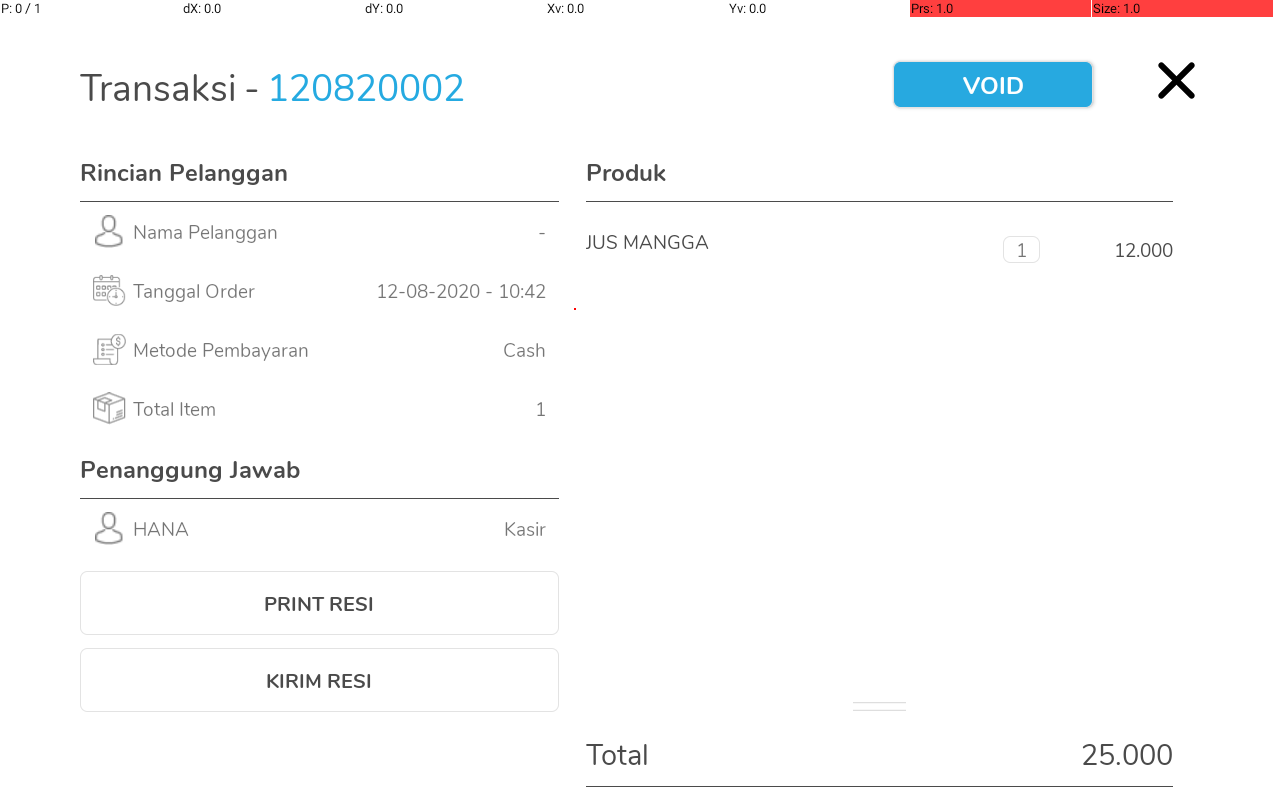 P: 0 / 1 dX: 0.0 dY: 0.0 Xv: 0.0 Yv: 0.0 Prs: 1.0 Size: 1.0
Transaksi - 120820002
VOID
Rincian Pelanggan
Nama Pelanggan -
Tanggal Order 12-08-2020 - 10:42
Metode Pembayaran Cash
Total Item 1
Penanggung Jawab
HANA Kasir
PRINT RESI
KIRIM RESI
Produk
JUS MANGGA 1 12.000
Total 25.000